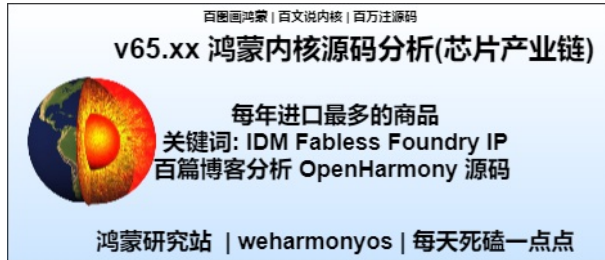 百图画鸿蒙 | 百文说内核 | 百万注源码
v65.xx 鸿蒙内核源码分析(芯片产业链)
每年进口最多的商品
关键词: IDM Fabless Foundry IP
百篇博客分析 OpenHarmony 源码
鸿蒙研究站 | weharmonyos | 每天死磕一点点